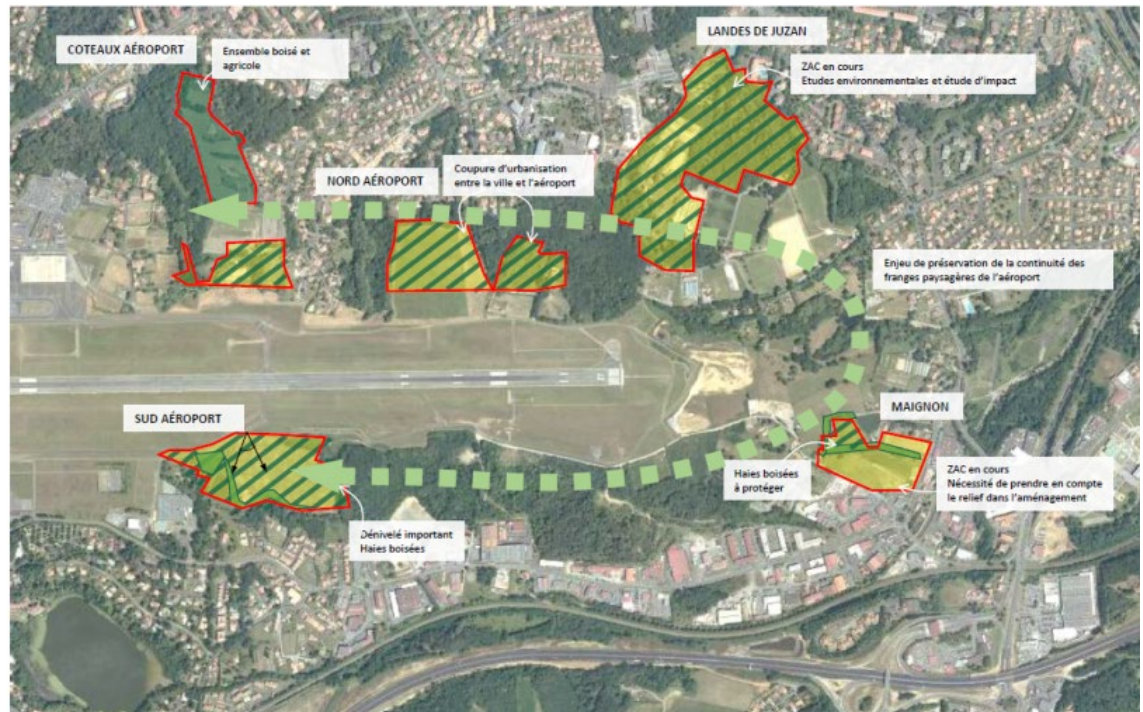 COTEAUX AÉROPORT
Ensemble boisé et
agricole
LANDES DE JUZAN
ZAC en cours
Etudes environnementales et étude d'impact
NORD AÉROPORT
Coupure d'urbanisation
entre la ville et l'aéroport
Enjeu de préservation de la continuité des
franges paysagères de l'aéroport
SUD AÉROPORT
MAIGNON
Haies boisées
à protéger
ZAC en cours
Nécessité de prendre en compte
le relief dans l'aménagement
Dénivelé important
Haies boisées